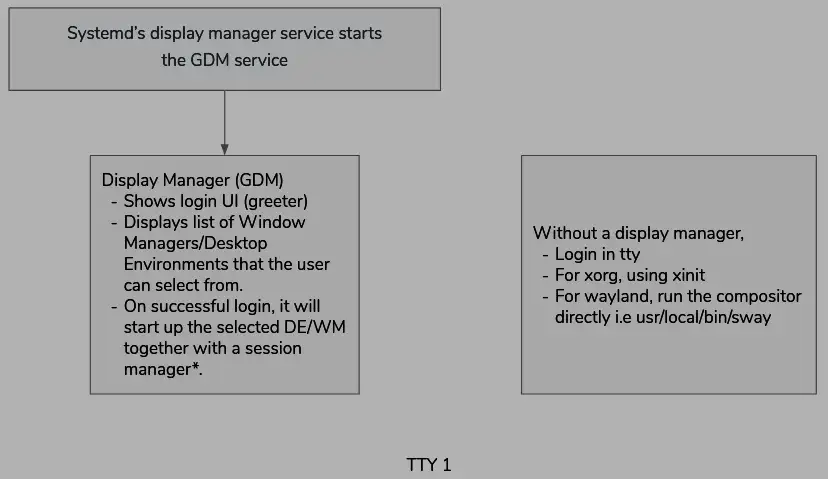 Systemd’s display manager service starts
the GDM service
Display Manager (GDM)
- Shows login UI (greeter)
- Displays list of Window
Managers/Desktop
Environments that the user
can select from.
- On successful login, it will
start up the selected DE/WM
together with a session
manager*.
Without a display manager,
- Login in tty
- For xorg, using xinit
- For wayland, run the compositor
directly i.e usr/local/bin/sway
TTY 1